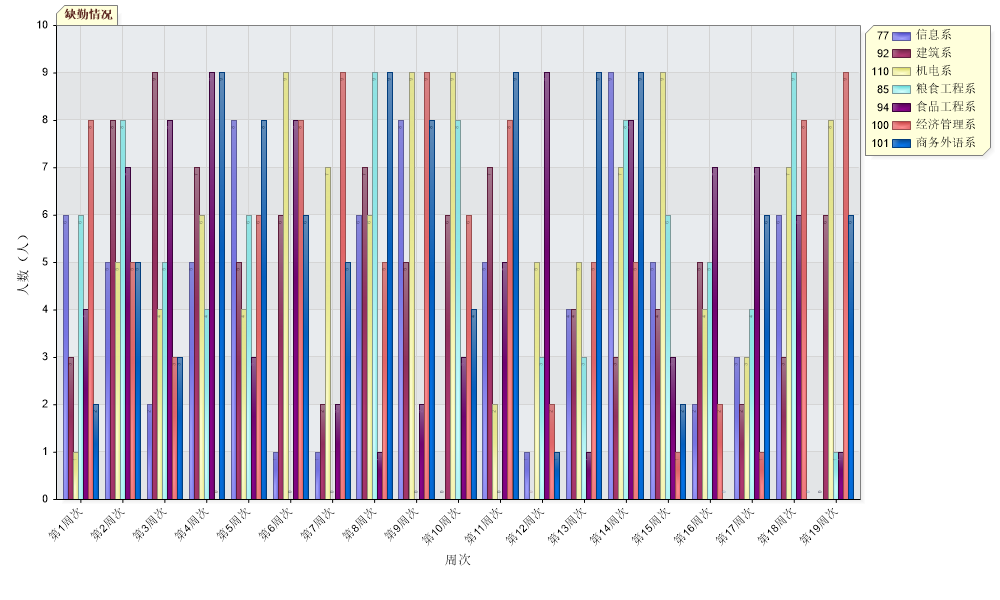 缺勤情况
77 信息系
92 建筑系
110 机电系
85 粮食工程系
94 食品工程系
100 经济管理系
101 商务外语系
人数（人）
10
9
8
7
6
5
4
3
2
1
0
第1周次
第2周次
第3周次
第4周次
第5周次
第6周次
第7周次
第8周次
第9周次
第10周次
第11周次
第12周次
第13周次
第14周次
第15周次
第16周次
第17周次
第18周次
第19周次
周次